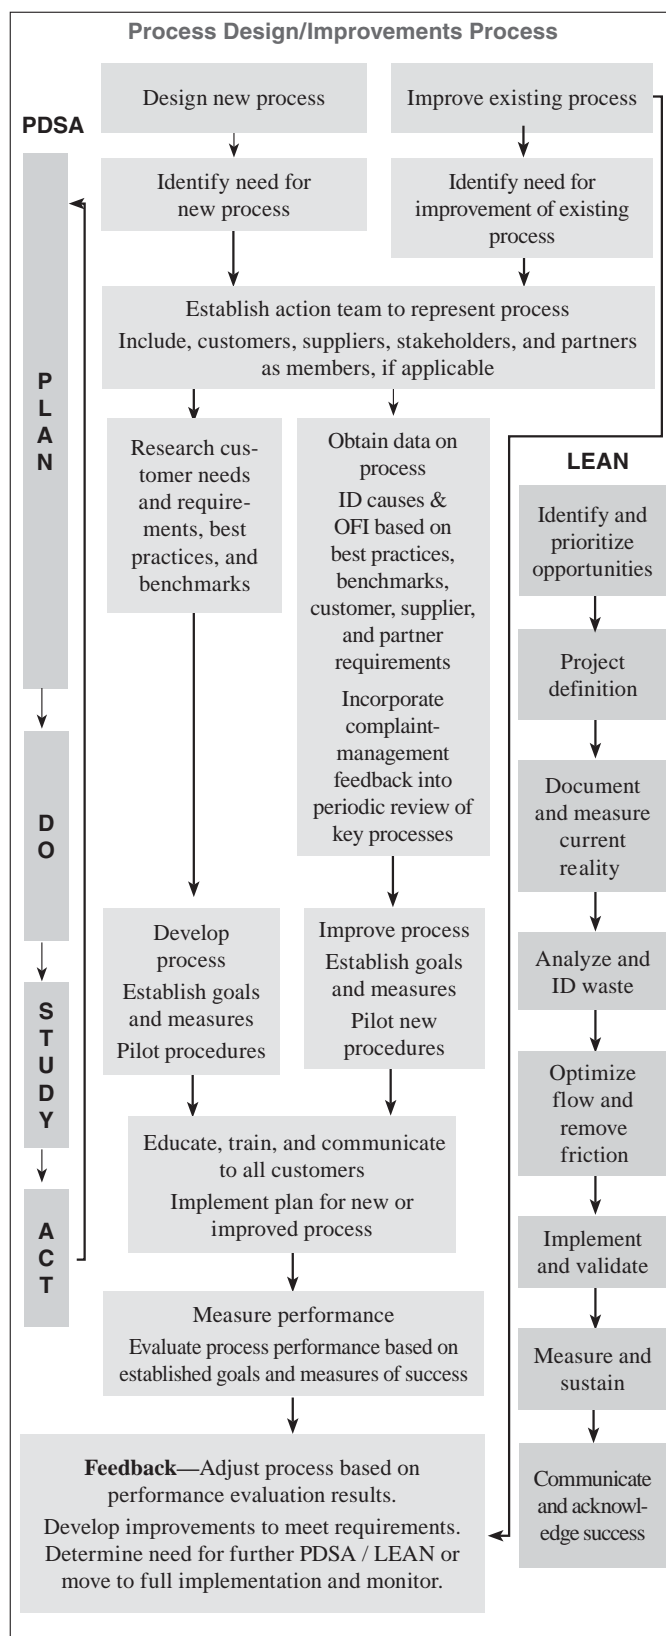 Process Design/Improvements Process
Design new process
Improve existing process
PDSA
Identify need for
new process
Identify need for
improvement of existing
process
Establish action team to represent process
Include, customers, suppliers, stakeholders, and partners
as members, if applicable
P
L
A
N
Research cus-
tomer needs
and require-
ments, best
practices, and
benchmarks
Obtain data on
process
ID causes &
OFI based on
best practices,
benchmarks,
customer, supplier,
and partner
requirements
Incorporate
complaint-
management
feedback into
periodic review of
key processes
D
O
Develop
process
Establish goals
and measures
Pilot procedures
Improve process
Establish goals
and measures
Pilot new
procedures
S
T
U
D
Y
Educate, train, and communicate
to all customers
Implement plan for new or
improved process
A
C
T
Measure performance
Evaluate process performance based on
established goals and measures of success
Feedback—Adjust process based on
performance evaluation results.
Develop improvements to meet requirements.
Determine need for further PDSA / LEAN or
move to full implementation and monitor.
LEAN
Identify and
prioritize
opportunities
Project
definition
Document
and measure
current
reality
Analyze and
ID waste
Optimize
flow and
remove
friction
Implement
and validate
Measure and
sustain
Communicate
and acknowl-
edge success